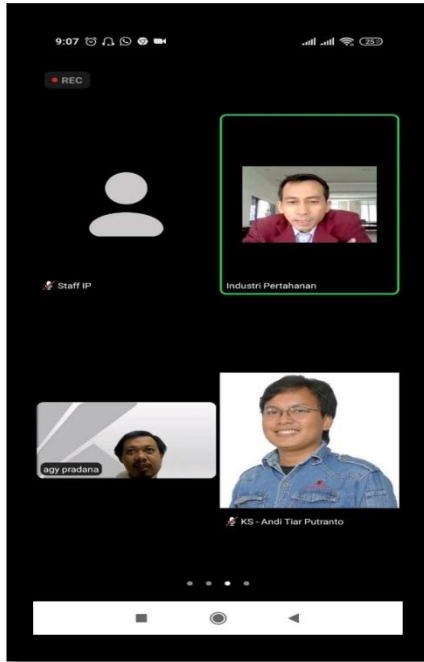 9:07
25
REC
Staff IP
Industri Pertahanan
agy pradana
KS - Andi Tiar Putranto